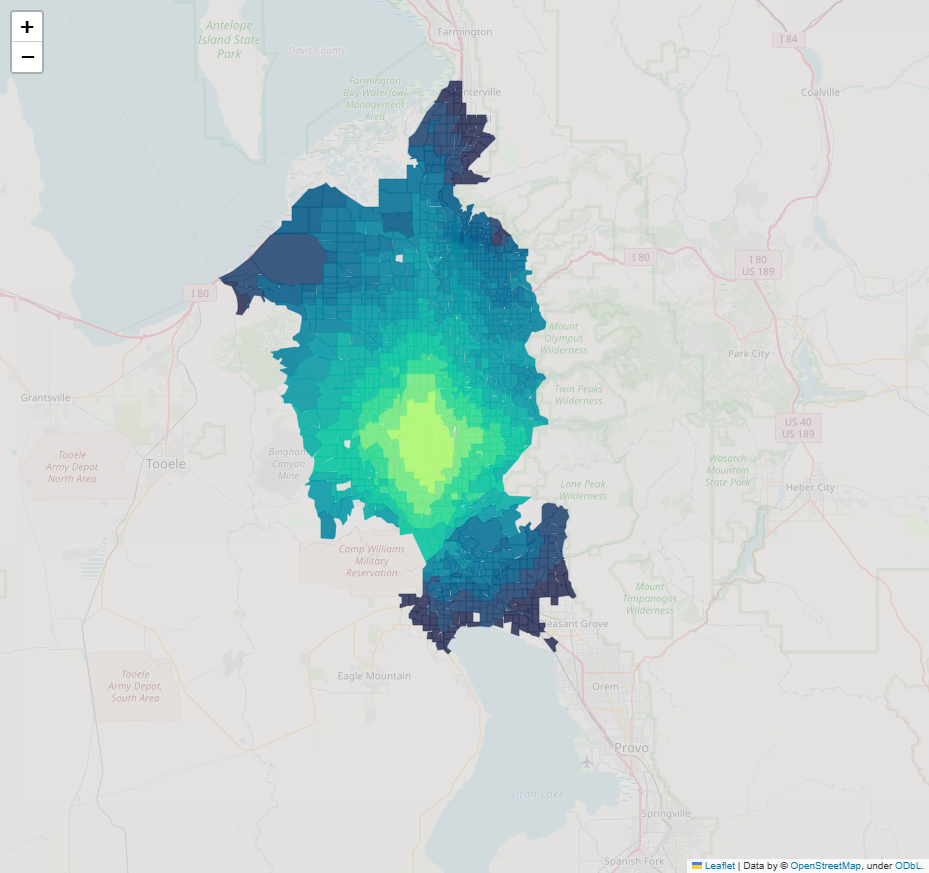 +
−
Antelope
Island State
Park
Davis County
Farmington
I 84
Farmington
Bay Waterfowl
Management
Area
nterville
Coalville
I 80
I 80
I 80
US 189
Mount
Olympus
Wilderness
Park City
Grantsville
Twin Peaks
Wilderness
US 40
US 189
Tooele
Army Depot
North Area
Tooele
Bingham
Canyon
Mine
Wasatch
Mountain
State Park
Lone Peak
Wilderness
Heber City
Camp Williams
Military
Reservation
Mount
Timpanogos
Wilderness
leasant Grove
Tooele
Army Depot,
South Area
Eagle Mountain
Orem
Provo
Utah Lake
Springville
Spanish Fork
Leaflet | Data by © OpenStreetMap, under ODbL.